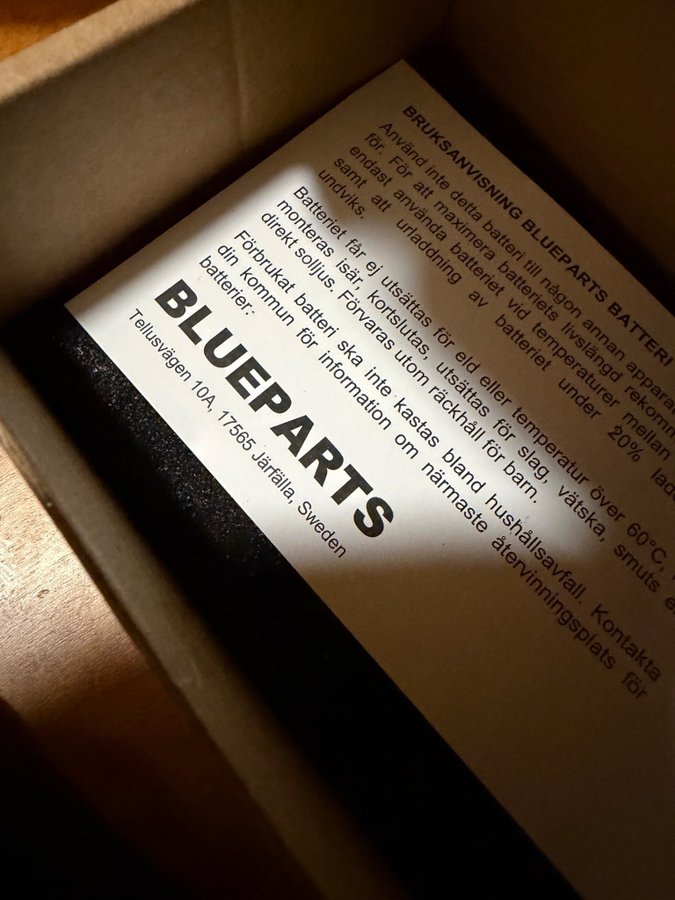 BRUKSANVISNING BLUEPARTS BATTERI
Använd inte detta batteri till någon annan apparat
för. För att maximera batteriets livslängd
endast använda batteriet vid temperaturer mellan
samt att urladdning av batteriet under 20%
undviks.
Batteriet får ej utsättas för eld eller temperatur över 60°C,
monteras isär, kortslutas, utsättas för slag, vätska, smuts
direkt solljus. Förvaras utom räckhåll för barn.
Förbrukat batteri ska inte kastas bland hushållsavfall. Kontakta
din kommun för information om närmaste återvinningsplats för
batterier.
BLUEPARTS
Tellusvägen 10A, 17565 Järfälla, Sweden